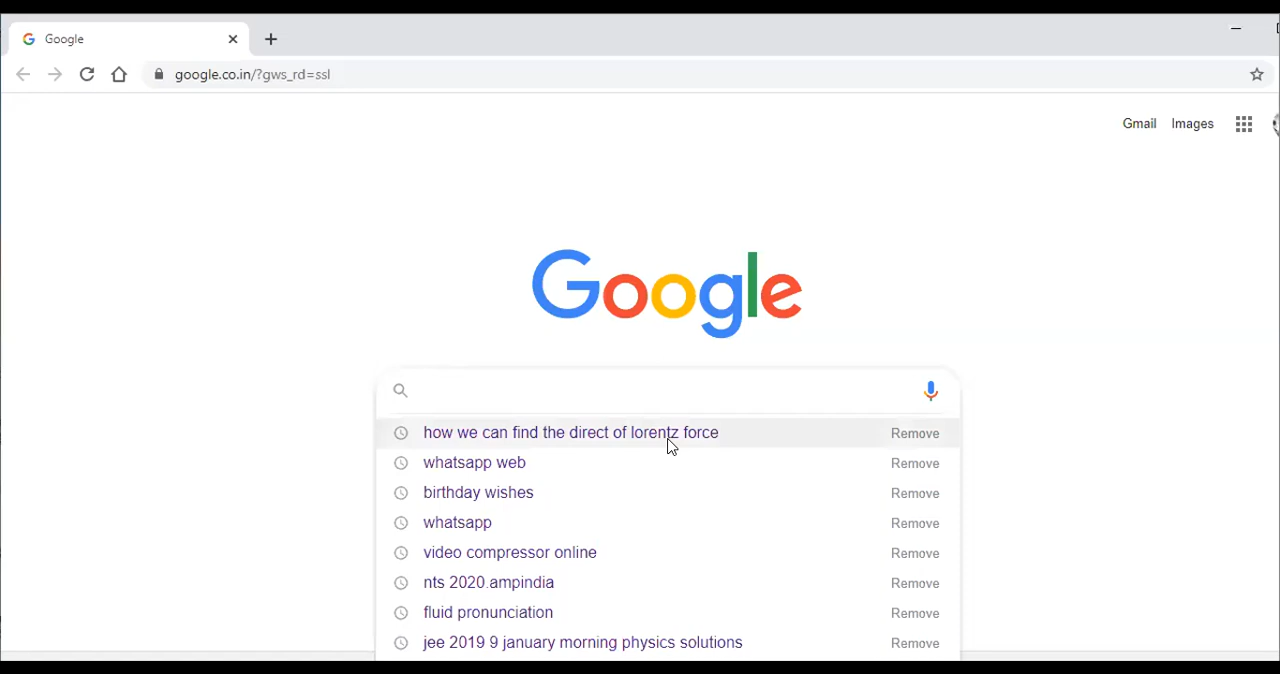 Google
google.co.in/?gws_rd=ssl
Gmail Images
Google
how we can find the direct of lorentz force Remove
whatsapp web Remove
birthday wishes Remove
whatsapp Remove
video compressor online Remove
nts 2020.ampindia Remove
fluid pronunciation Remove
jee 2019 9 january morning physics solutions Remove